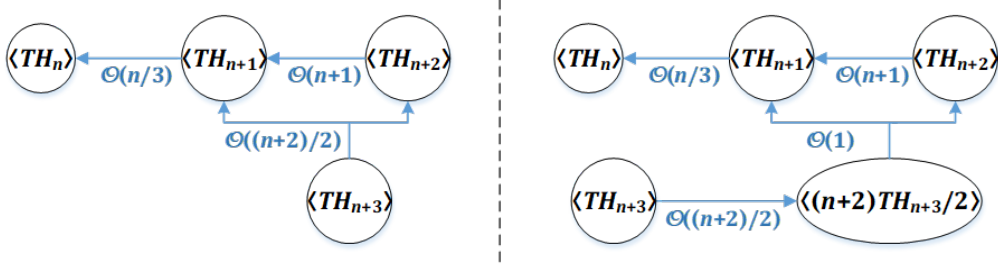 ⟨THₙ⟩ ⟨THₙ₊₁⟩ ⟨THₙ₊₂⟩
𝒪(n/3) 𝒪(n+1)
𝒪((n+2)/2)
⟨THₙ₊₃⟩
⟨THₙ⟩ ⟨THₙ₊₁⟩ ⟨THₙ₊₂⟩
𝒪(n/3) 𝒪(n+1)
𝒪(1)
⟨THₙ₊₃⟩ ⟨(n+2)THₙ₊₃/2⟩
𝒪((n+2)/2)